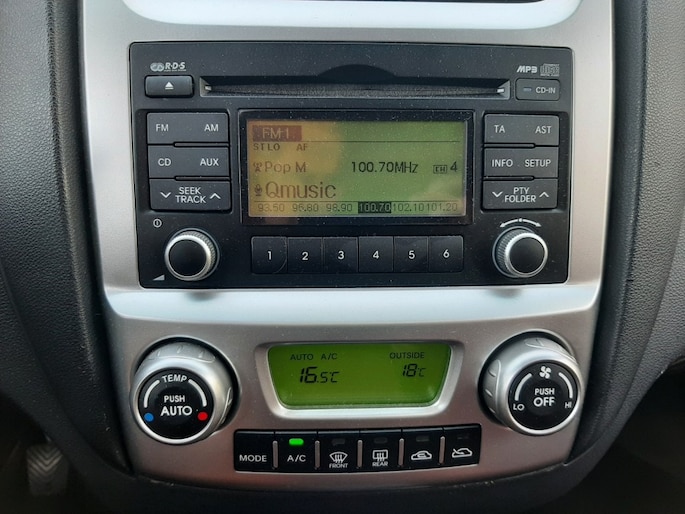 R·D·S
MP3
CD-IN
FM AM
CD AUX
SEEK
TRACK
FM 1
ST LO AF
Pop M 100.70MHz CH 4
Qmusic
93.50 96.80 98.90 100.70 102.10 101.20
TA AST
INFO SETUP
PTY
FOLDER
1 2 3 4 5 6
TEMP
PUSH
AUTO
AUTO A/C OUTSIDE
16.5°C 18°C
PUSH
OFF
LO HI
MODE A/C FRONT REAR